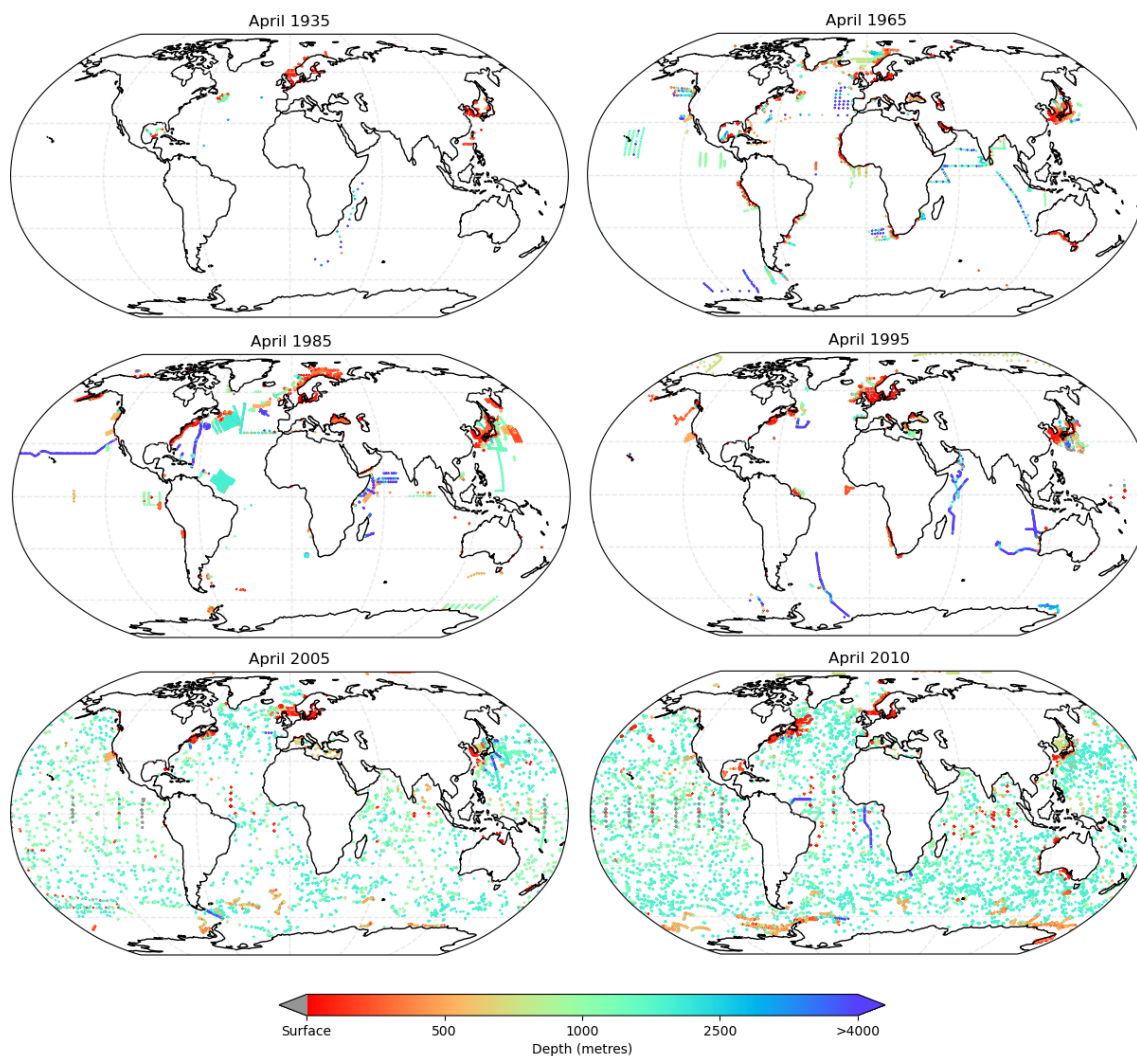 April 1935
April 1965
April 1985
April 1995
April 2005
April 2010
Surface 500 1000 2500 >4000
Depth (metres)